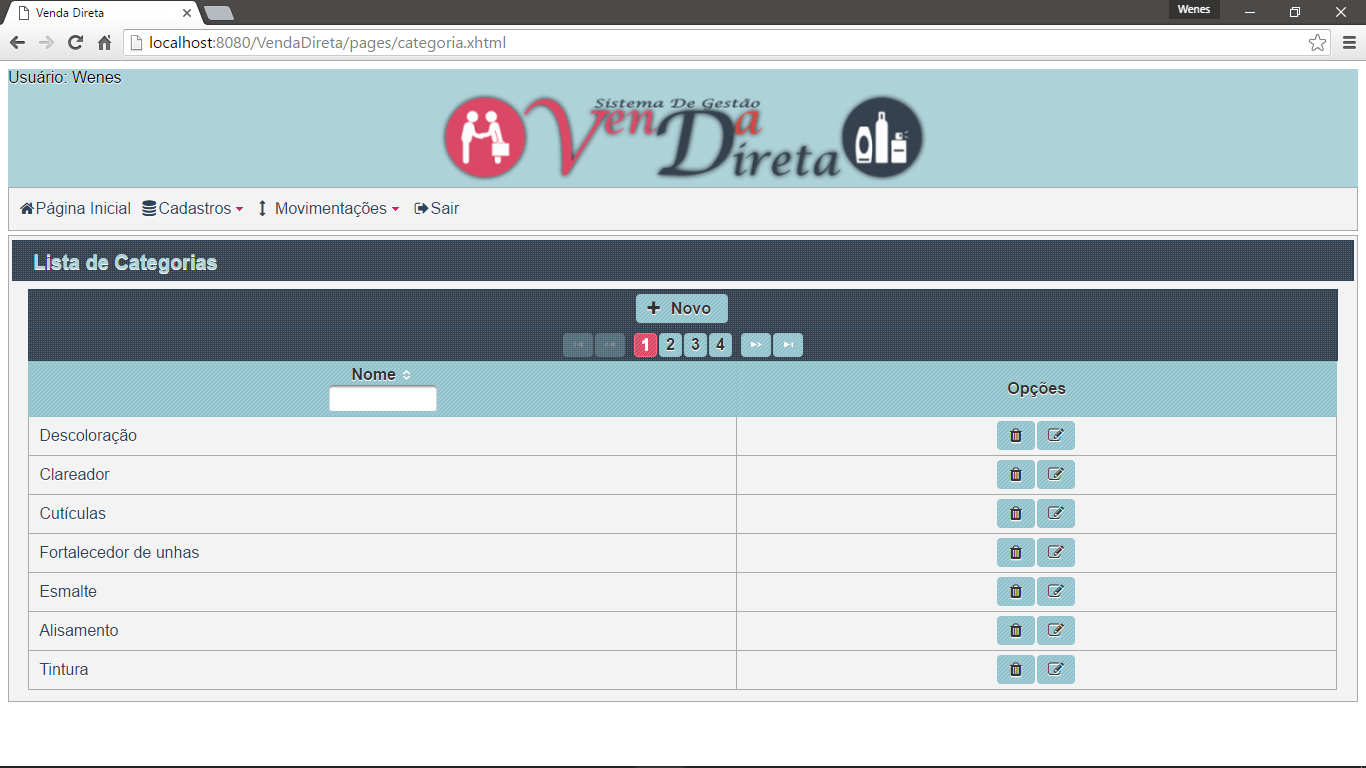 Venda Direta
Wenes
localhost:8080/VendaDireta/pages/categoria.xhtml
Usuário: Wenes
Sistema De Gestão
VenDa
Direta
Página Inicial Cadastros Movimentações Sair
Lista de Categorias
Novo
1 2 3 4
Nome Opções
Descoloração
Clareador
Cutículas
Fortalecedor de unhas
Esmalte
Alisamento
Tintura